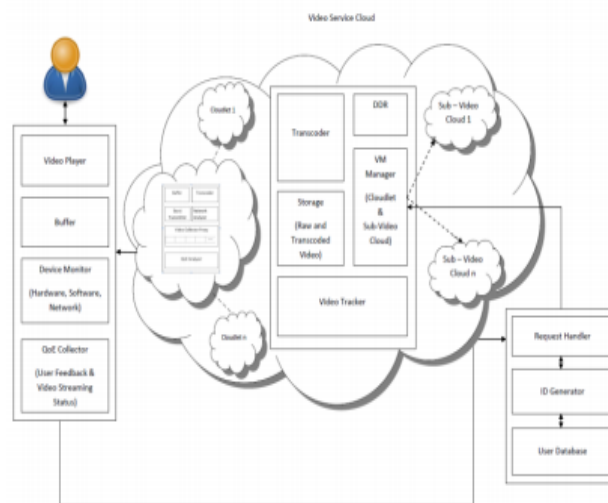 Video Service Cloud
Video Player
Buffer
Device Monitor
(Hardware, Software,
Network)
QoE Collector
(User Feedback &
Video Streaming
Status)
Cloudlet 1
Cloudlet n
Transcoder
DDR
Storage
(Raw and
Transcoded
Video)
VM
Manager
(Cloudlet
&
Sub-Video
Cloud)
Video Tracker
Sub – Video
Cloud 1
Sub – Video
Cloud n
Request Handler
ID Generator
User Database